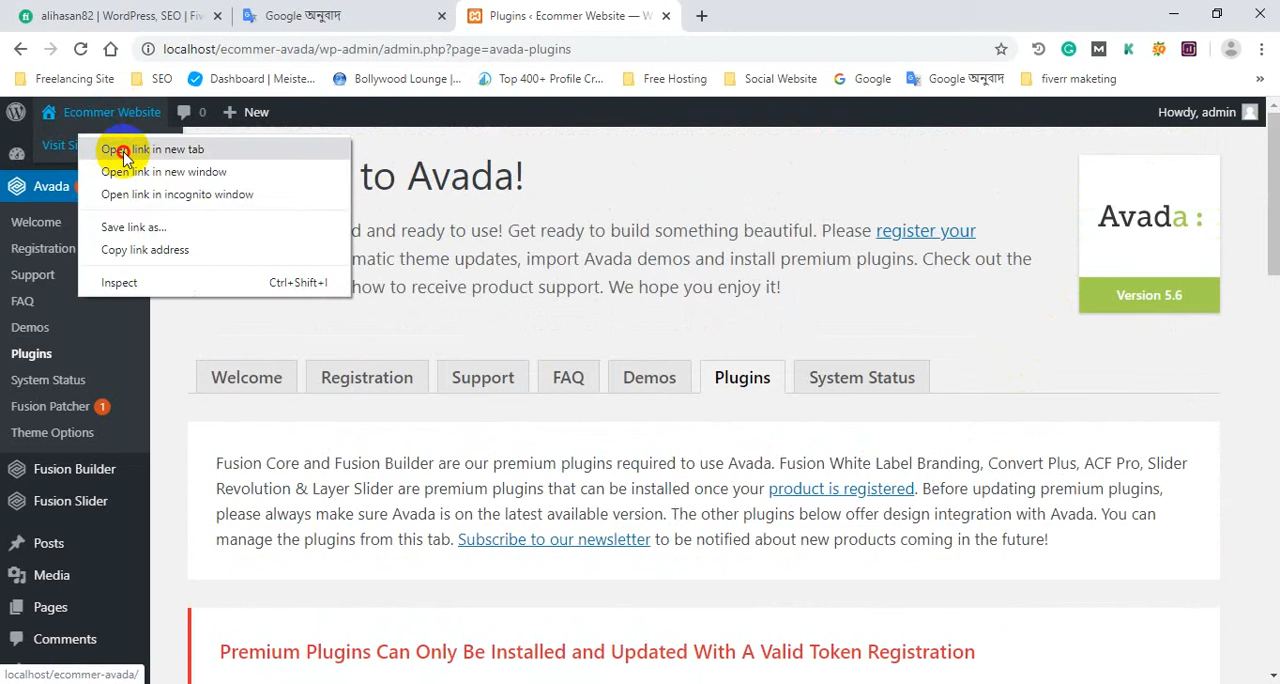 alihasan82 | WordPress, SEO | Fiv
Google অনুবাদ
Plugins ‹ Ecommer Website — W
localhost/ecommer-avada/wp-admin/admin.php?page=avada-plugins
Freelancing Site
SEO
Dashboard | Meiste...
Bollywood Lounge |...
Top 400+ Profile Cr...
Free Hosting
Social Website
Google
Google অনুবাদ
fiverr maketing
»
Ecommer Website
0
New
Howdy, admin
Visit Si
Open link in new tab
Open link in new window
Open link in incognito window
Save link as...
Copy link address
Inspect Ctrl+Shift+I
Avada
Welcome
Registration
Support
FAQ
Demos
Plugins
System Status
Fusion Patcher 1
Theme Options
Fusion Builder
Fusion Slider
Posts
Media
Pages
Comments
localhost/ecommer-avada/
to Avada!
d and ready to use! Get ready to build something beautiful. Please register your
matic theme updates, import Avada demos and install premium plugins. Check out the
how to receive product support. We hope you enjoy it!
Avada :
Version 5.6
Welcome
Registration
Support
FAQ
Demos
Plugins
System Status
Fusion Core and Fusion Builder are our premium plugins required to use Avada. Fusion White Label Branding, Convert Plus, ACF Pro, Slider
Revolution & Layer Slider are premium plugins that can be installed once your product is registered. Before updating premium plugins,
please always make sure Avada is on the latest available version. The other plugins below offer design integration with Avada. You can
manage the plugins from this tab. Subscribe to our newsletter to be notified about new products coming in the future!
Premium Plugins Can Only Be Installed and Updated With A Valid Token Registration